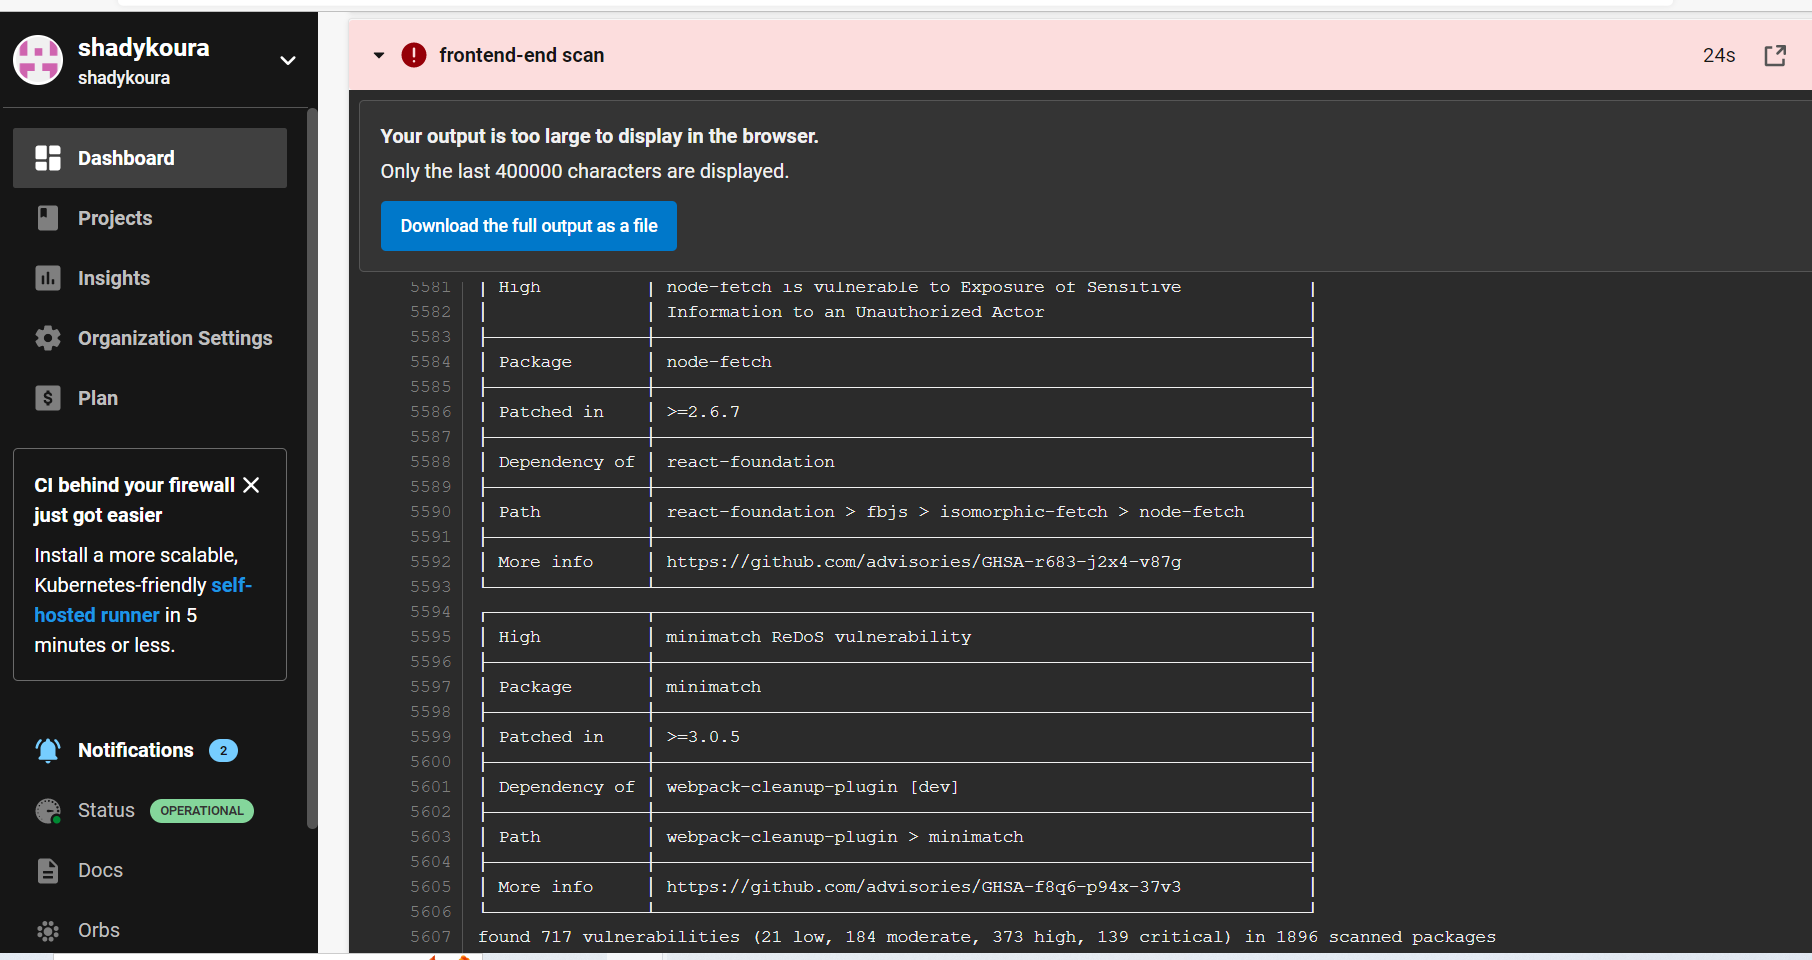 shadykoura
shadykoura
Dashboard
Projects
Insights
Organization Settings
Plan
CI behind your firewall
just got easier
Install a more scalable,
Kubernetes-friendly self-
hosted runner in 5
minutes or less.
Notifications 2
Status OPERATIONAL
Docs
Orbs
frontend-end scan 24s
Your output is too large to display in the browser.
Only the last 400000 characters are displayed.
Download the full output as a file
5581 High node-fetch is vulnerable to Exposure of Sensitive
5582 Information to an Unauthorized Actor
5583
5584 Package node-fetch
5585
5586 Patched in >=2.6.7
5587
5588 Dependency of react-foundation
5589
5590 Path react-foundation > fbjs > isomorphic-fetch > node-fetch
5591
5592 More info https://github.com/advisories/GHSA-r683-j2x4-v87g
5593
5594
5595 High minimatch ReDoS vulnerability
5596
5597 Package minimatch
5598
5599 Patched in >=3.0.5
5600
5601 Dependency of webpack-cleanup-plugin [dev]
5602
5603 Path webpack-cleanup-plugin > minimatch
5604
5605 More info https://github.com/advisories/GHSA-f8q6-p94x-37v3
5606
5607 found 717 vulnerabilities (21 low, 184 moderate, 373 high, 139 critical) in 1896 scanned packages